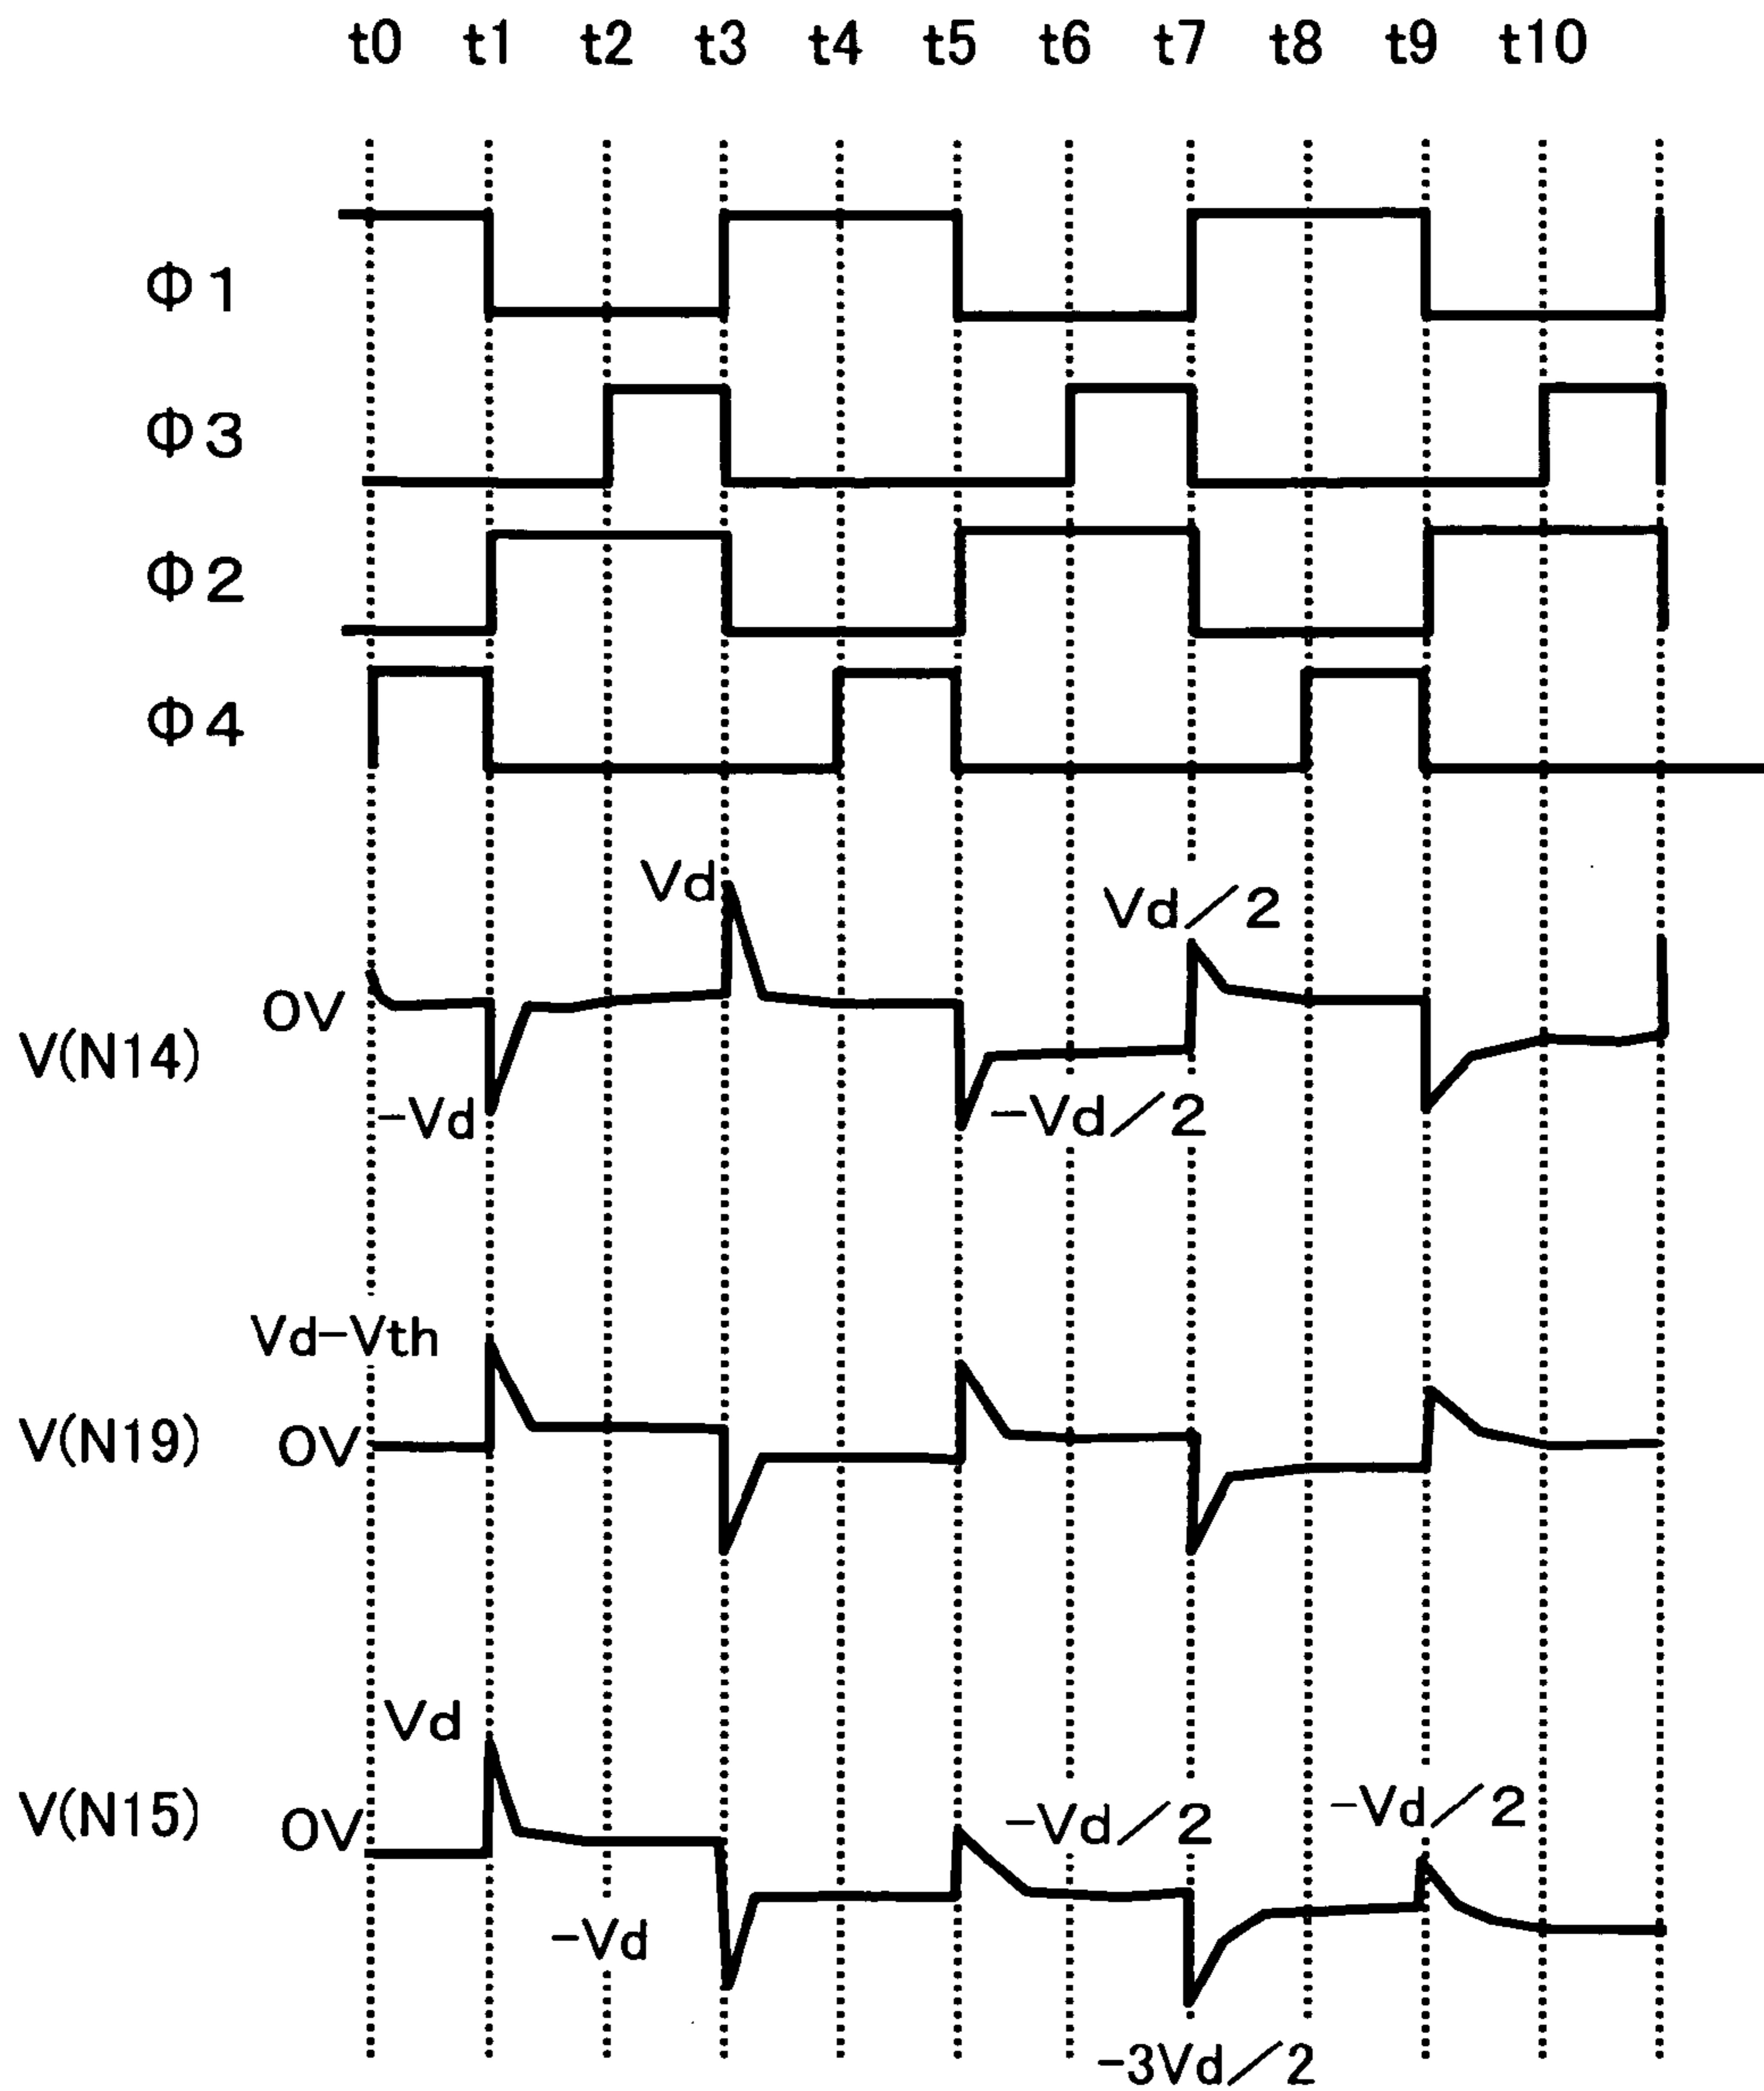 t0 t1 t2 t3 t4 t5 t6 t7 t8 t9 t10
Φ1
Φ3
Φ2
Φ4
Vd
Vd/2
0V
V(N14)
-Vd
-Vd/2
Vd-Vth
V(N19)
0V
Vd
-Vd/2
-Vd/2
V(N15)
0V
-Vd
-3Vd/2